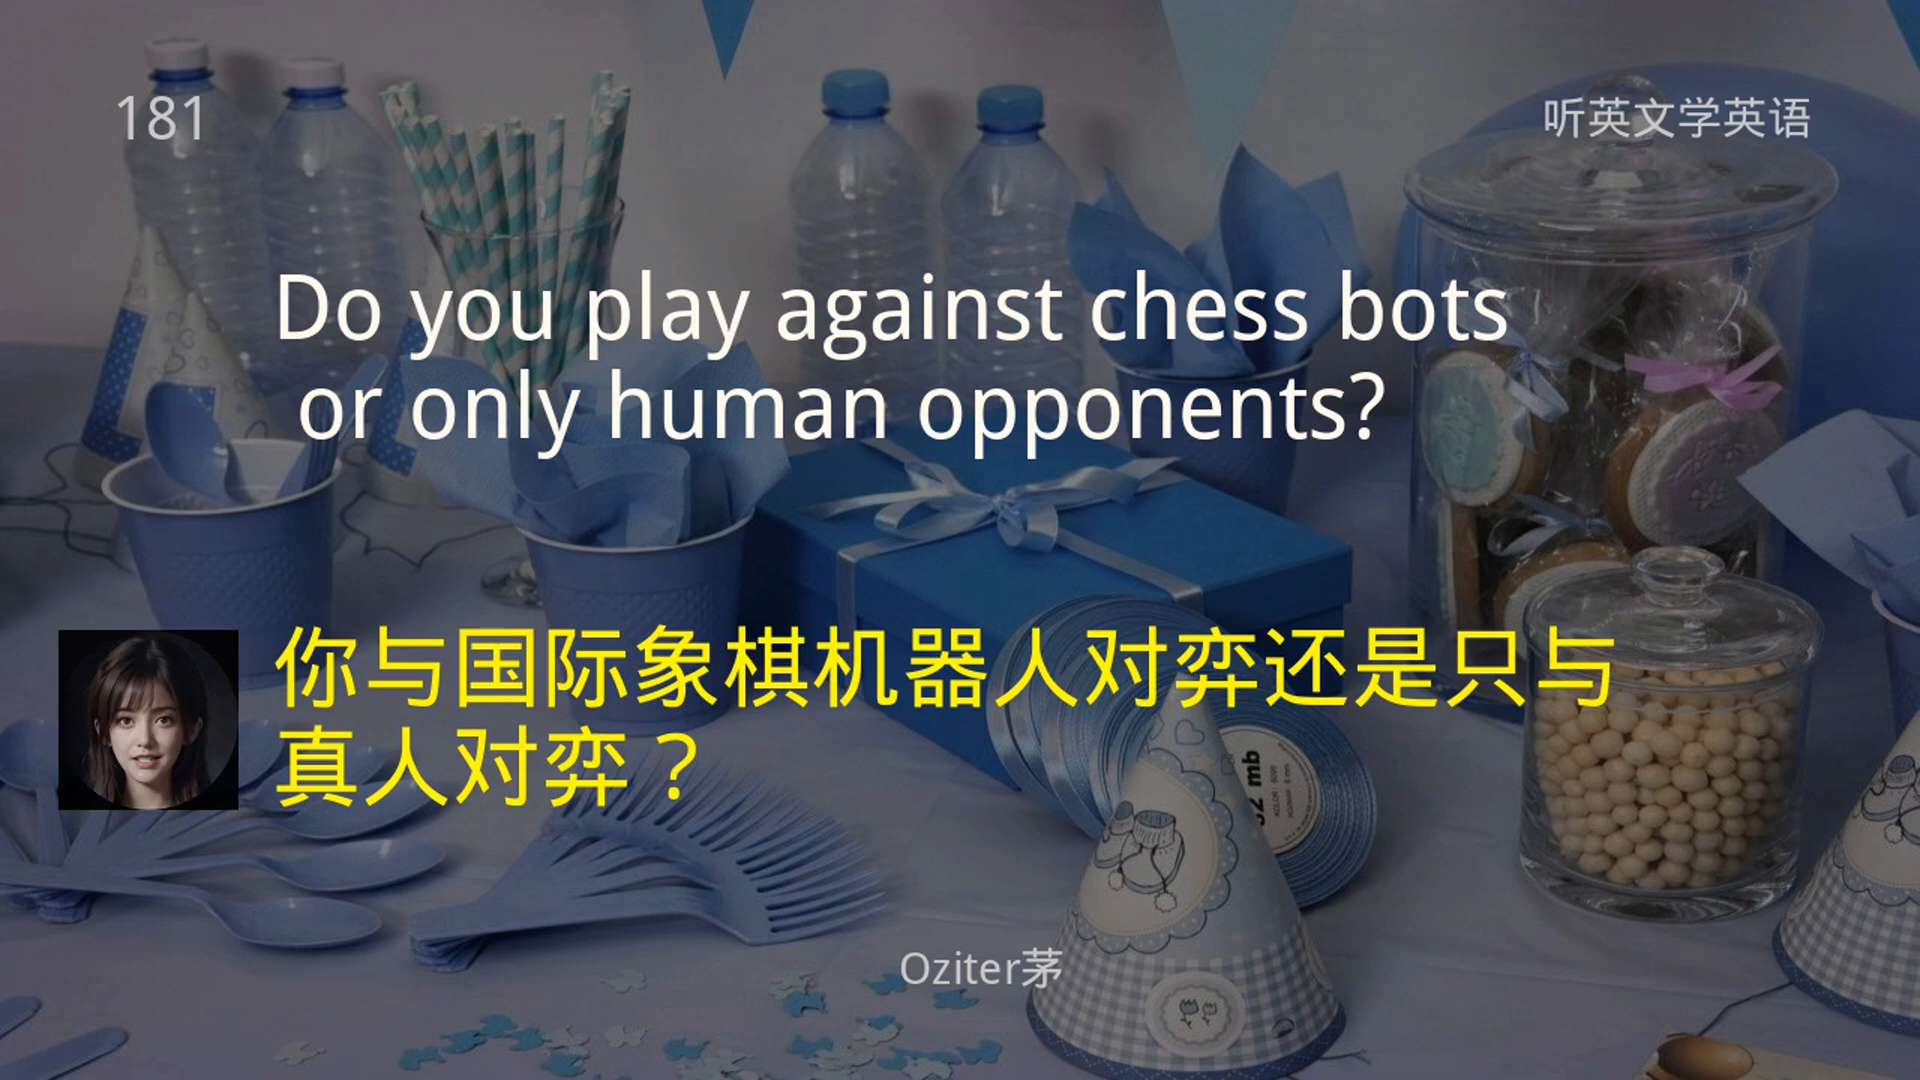 181
听英文学英语
Do you play against chess bots
or only human opponents?
你与国际象棋机器人对弈还是只与
真人对弈？
32 mb
Oziter茅